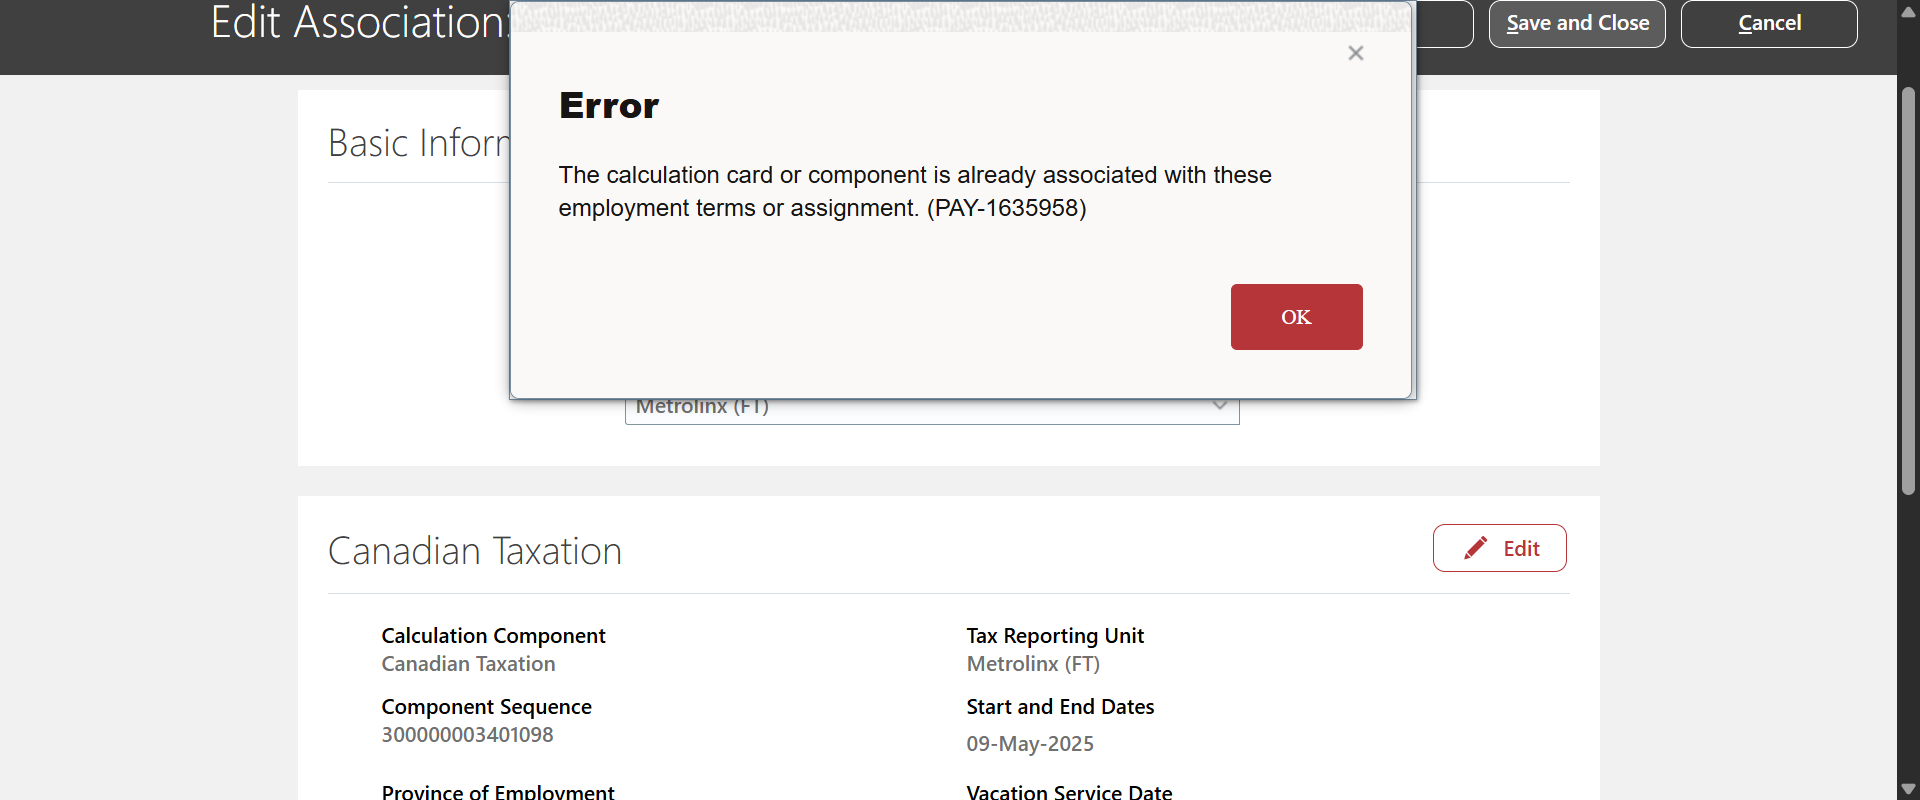 Edit Association:
Save and Close
Cancel
Error
The calculation card or component is already associated with these
employment terms or assignment. (PAY-1635958)
OK
Basic
Metrolinx (FT)
Canadian Taxation
Edit
Calculation Component
Canadian Taxation
Tax Reporting Unit
Metrolinx (FT)
Component Sequence
300000003401098
Start and End Dates
09-May-2025
Province of Employment
Vacation Service Date